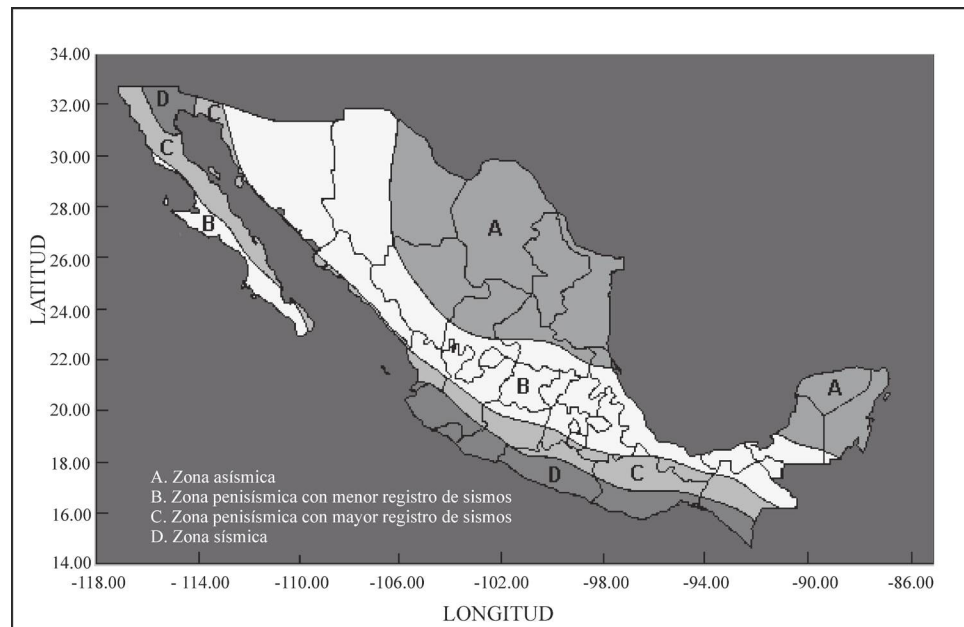 34.00
32.00
30.00
28.00
26.00
24.00
22.00
20.00
18.00
16.00
14.00
LATITUD
D
C
C
B
A
B
A
C
D
A. Zona asísmica
B. Zona penisísmica con menor registro de sismos
C. Zona penisísmica con mayor registro de sismos
D. Zona sísmica
-118.00 - 114.00 -110.00 -106.00 -102.00 -98.00 -94.00 -90.00 -86.00
LONGITUD